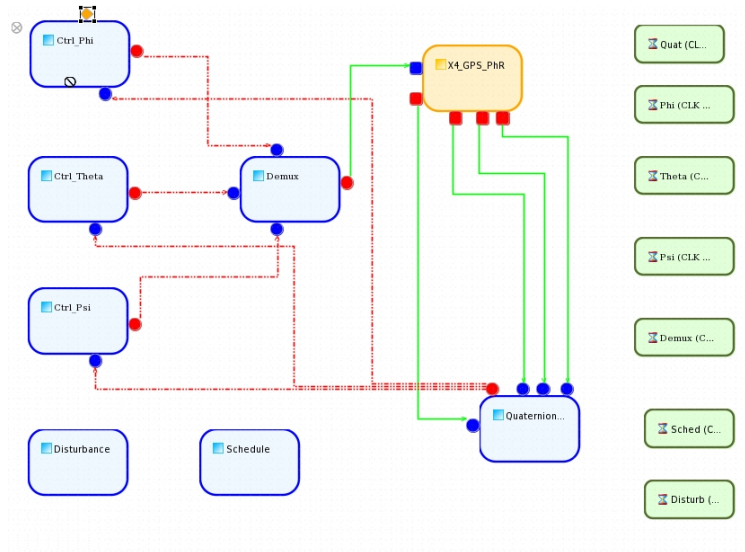 Ctrl_Phi
X4_GPS_PhR
Quat (CL...
Phi (CLK ...
Ctrl_Theta
Demux
Theta (C...
Psi (CLK ...
Ctrl_Psi
Demux (C...
Quaternion...
Sched (C...
Disturbance
Schedule
Disturb (...